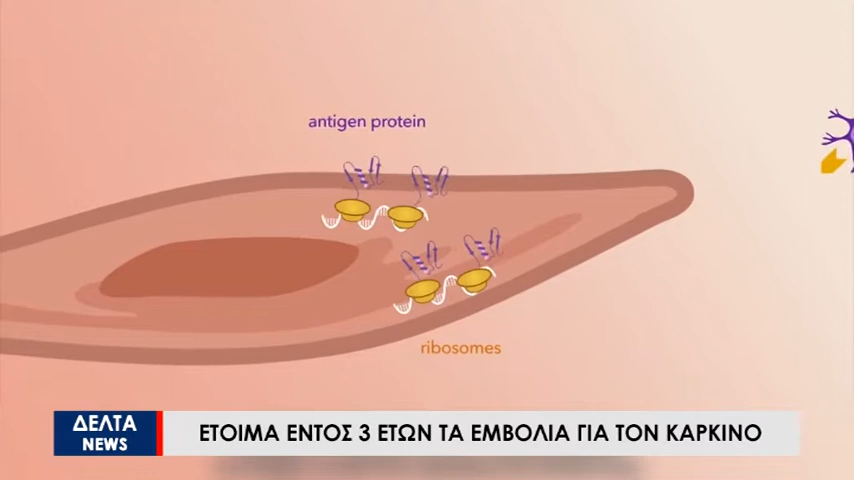 antigen protein
ribosomes
ΔΕΛΤΑ
NEWS
ΕΤΟΙΜΑ ΕΝΤΟΣ 3 ΕΤΩΝ ΤΑ ΕΜΒΟΛΙΑ ΓΙΑ ΤΟΝ ΚΑΡΚΙΝΟ